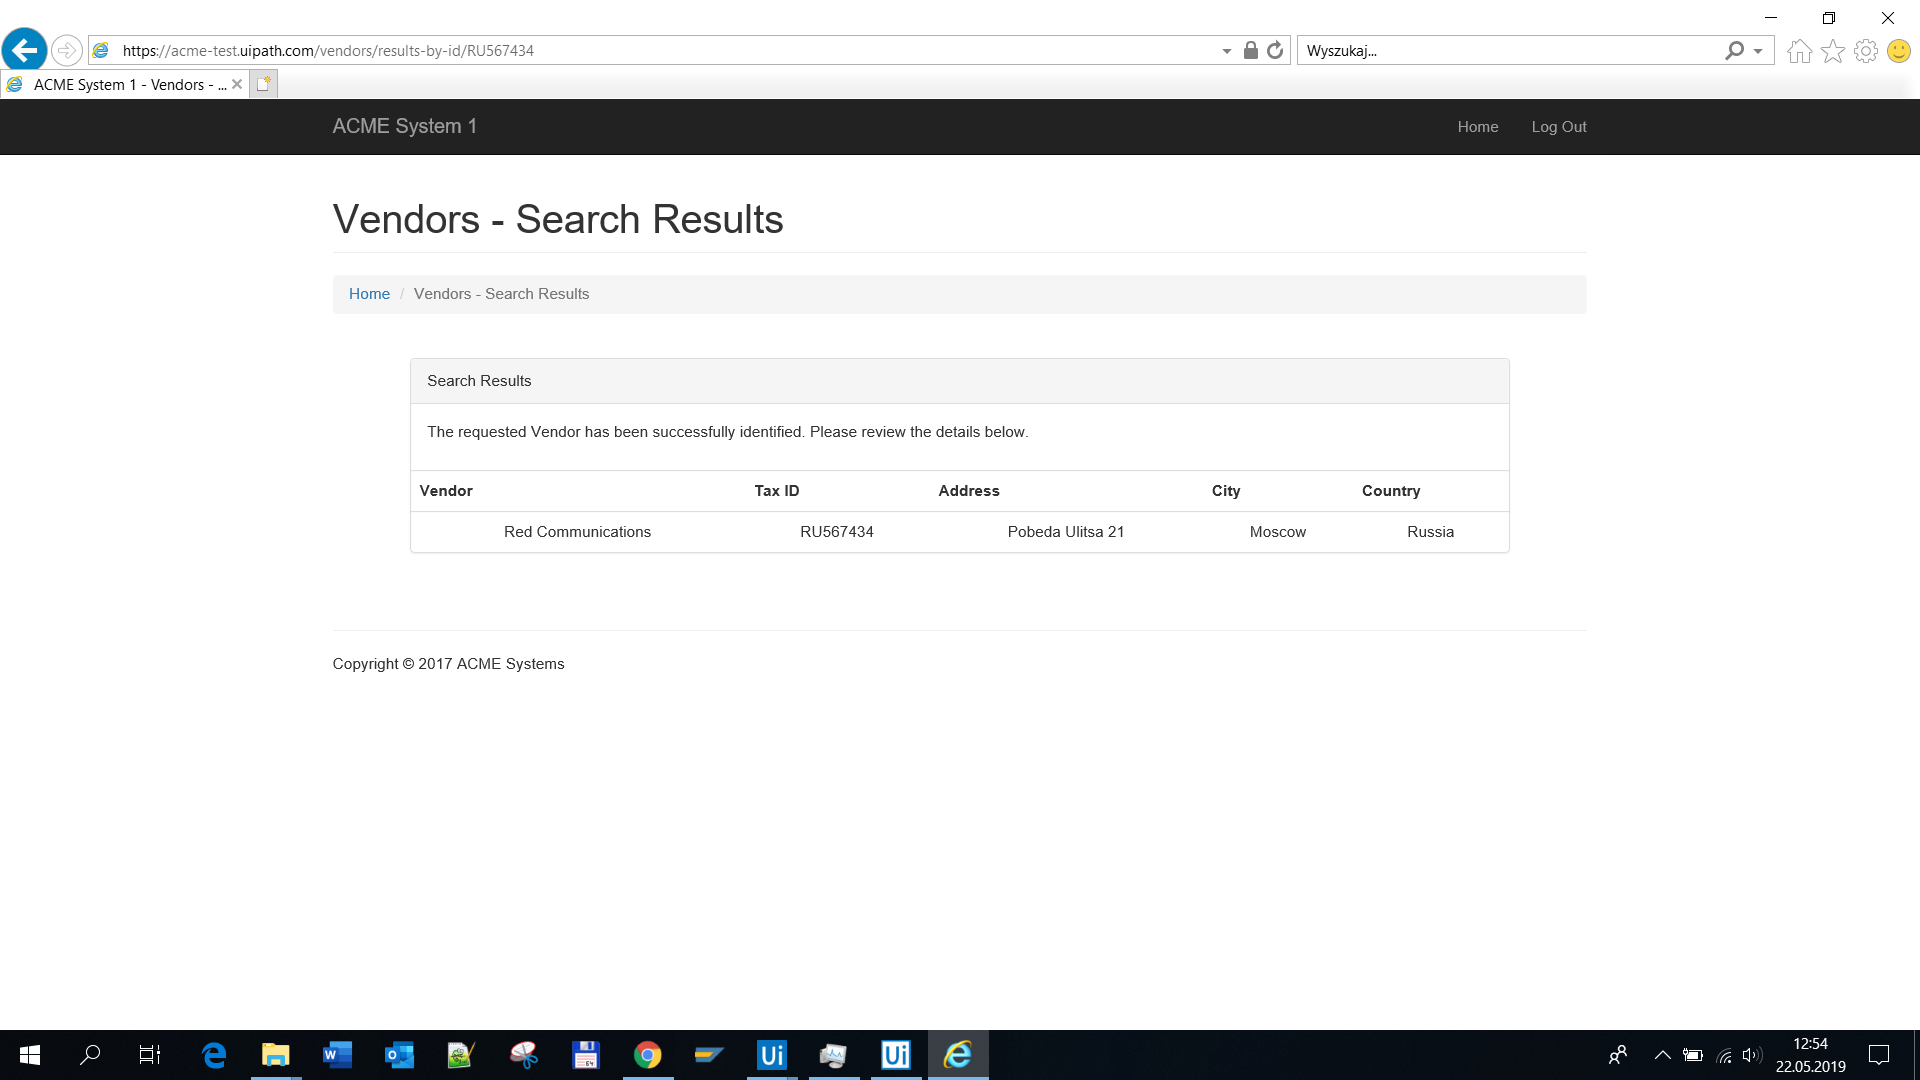 https://acme-test.uipath.com/vendors/results-by-id/RU567434
Wyszukaj...
ACME System 1 - Vendors - ...
ACME System 1
Home
Log Out
Vendors - Search Results
Home / Vendors - Search Results
Search Results
The requested Vendor has been successfully identified. Please review the details below.
Vendor Tax ID Address City Country
Red Communications RU567434 Pobeda Ulitsa 21 Moscow Russia
Copyright © 2017 ACME Systems
Ui
Ui
12:54
22.05.2019